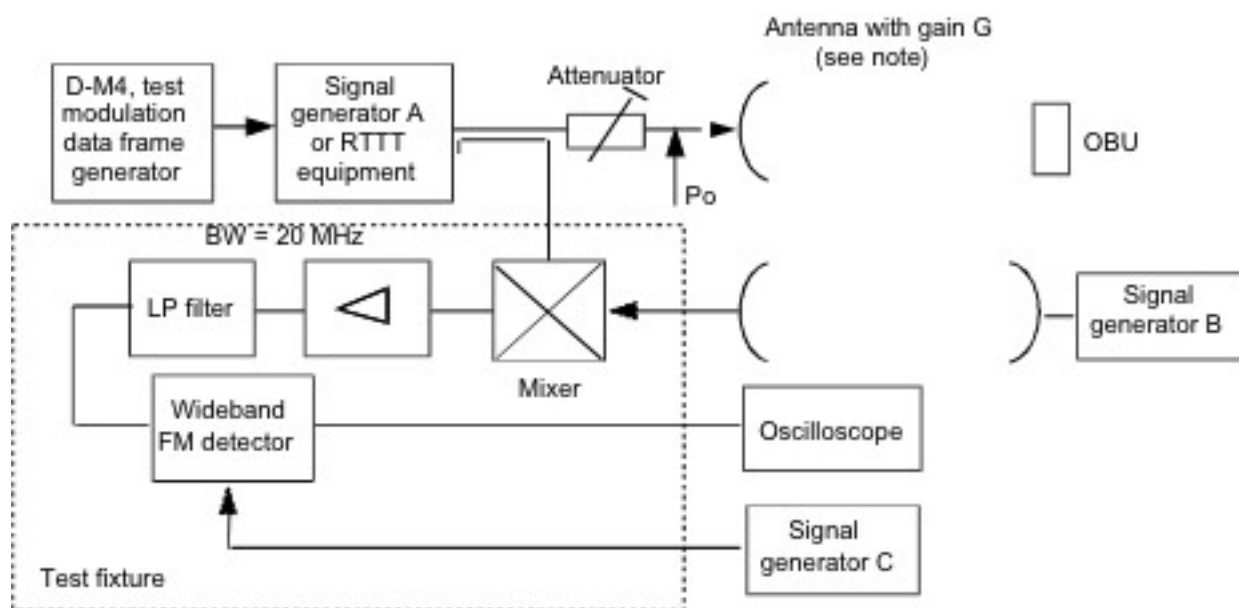 Antenna with gain G
(see note)
D-M4, test
modulation
data frame
generator
Signal
generator A
or RTTT
equipment
Attenuator
OBU
Po
BW = 20 MHz
LP filter
Mixer
Signal
generator B
Wideband
FM detector
Oscilloscope
Signal
generator C
Test fixture